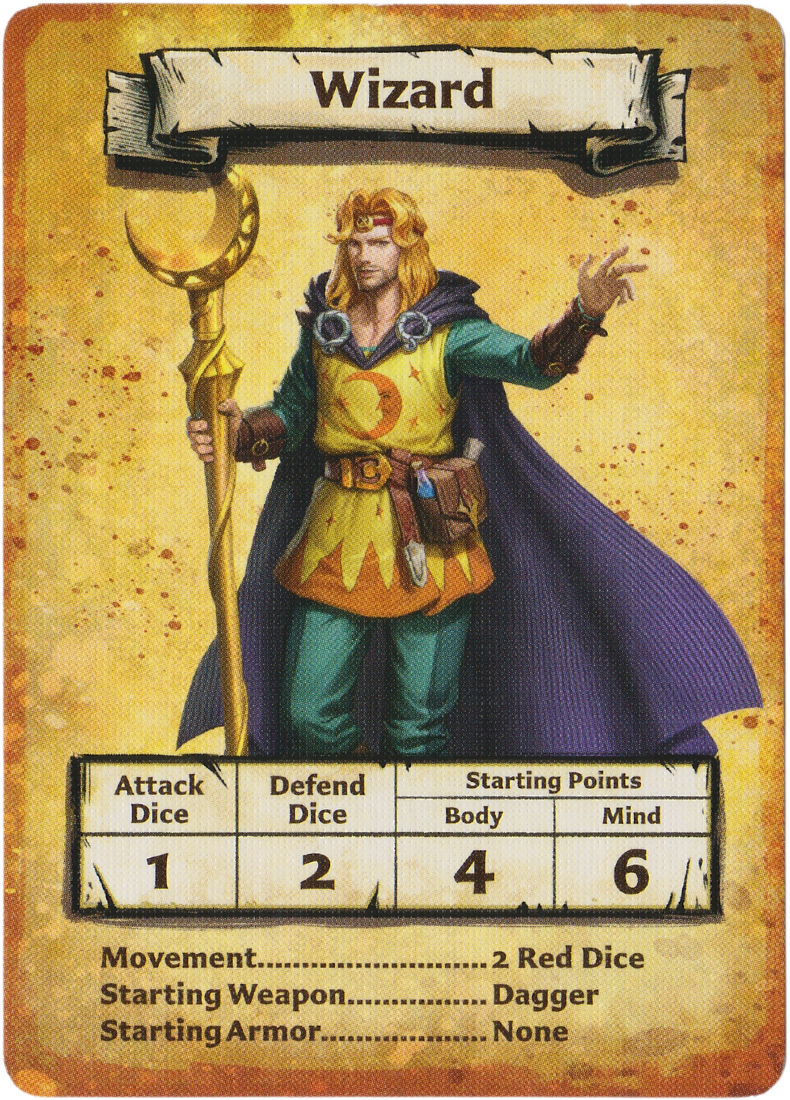 Wizard
Attack Dice
Defend Dice
Starting Points
Body
Mind
1
2
4
6
Movement..........................2 Red Dice
Starting Weapon................ Dagger
Starting Armor................... None